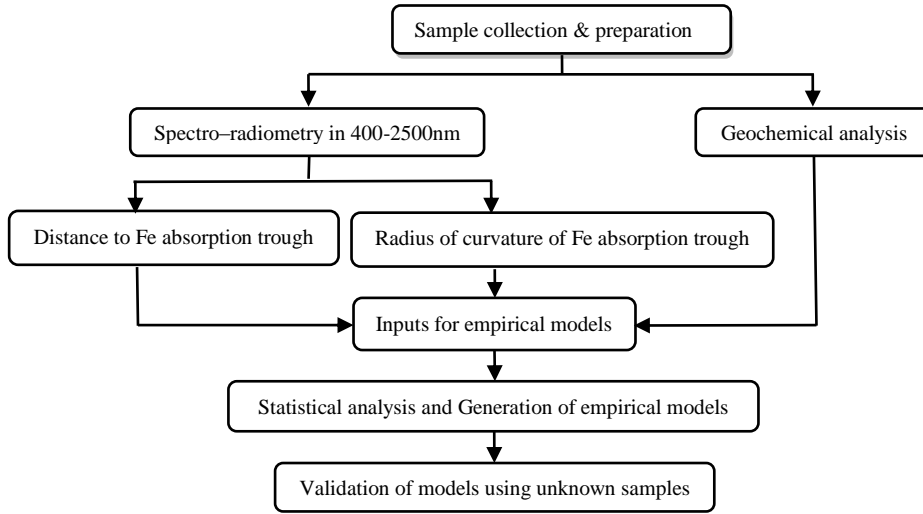 Sample collection & preparation
Spectro–radiometry in 400-2500nm
Geochemical analysis
Distance to Fe absorption trough
Radius of curvature of Fe absorption trough
Inputs for empirical models
Statistical analysis and Generation of empirical models
Validation of models using unknown samples